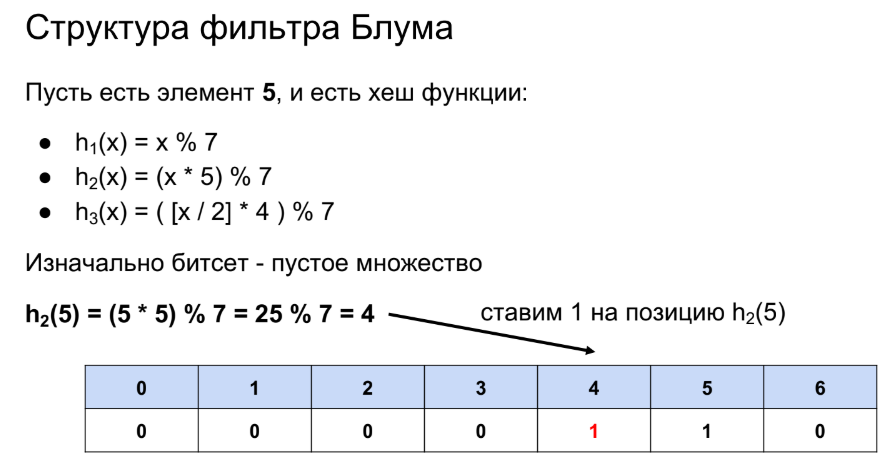 Структура фильтра Блума
Пусть есть элемент 5, и есть хеш функции:
● h₁(x) = x % 7
● h₂(x) = (x * 5) % 7
● h₃(x) = ( [x / 2] * 4 ) % 7
Изначально битсет - пустое множество
h₂(5) = (5 * 5) % 7 = 25 % 7 = 4 ставим 1 на позицию h₂(5)
0 1 2 3 4 5 6
0 0 0 0 1 1 0